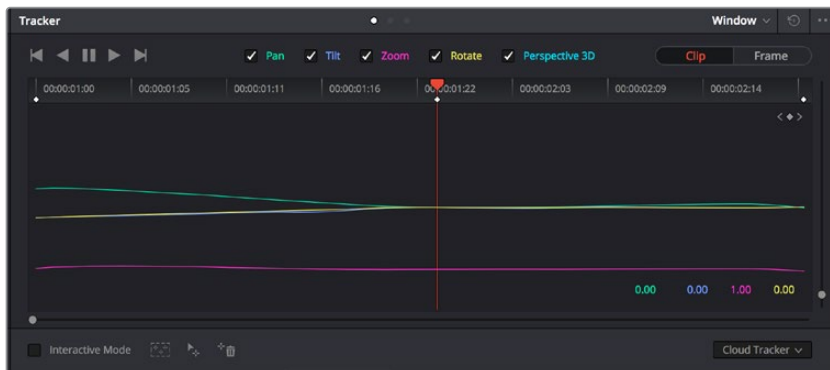 Tracker Window
Pan Tilt Zoom Rotate Perspective 3D Clip Frame
00:00:01:00 00:00:01:05 00:00:01:11 00:00:01:16 00:00:01:22 00:00:02:03 00:00:02:09 00:00:02:14
0.00 0.00 1.00 0.00
Interactive Mode Cloud Tracker